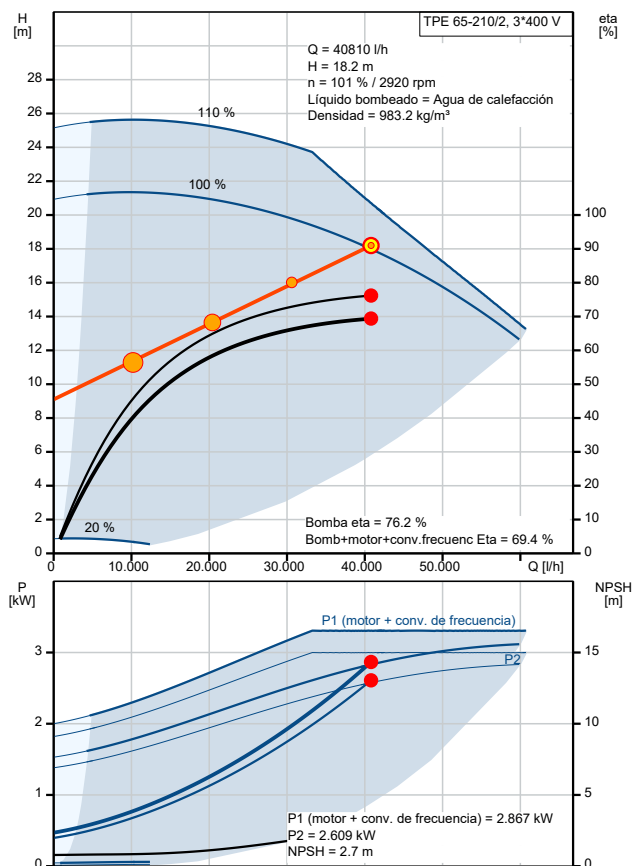 H
[m]
TPE 65-210/2, 3*400 V
eta
[%]
Q = 40810 l/h
H = 18.2 m
n = 101 % / 2920 rpm
Líquido bombeado = Agua de calefacción
Densidad = 983.2 kg/m³
28
26
24
22
20
18
16
14
12
10
8
6
4
2
0
110 %
100 %
20 %
100
90
80
70
60
50
40
30
20
10
0
Bomba eta = 76.2 %
Bomb+motor+conv.frecuenc Eta = 69.4 %
0
10.000
20.000
30.000
40.000
50.000
Q [l/h]
P
[kW]
NPSH
[m]
P1 (motor + conv. de frecuencia)
P2
3
2
1
15
10
5
0
P1 (motor + conv. de frecuencia) = 2.867 kW
P2 = 2.609 kW
NPSH = 2.7 m